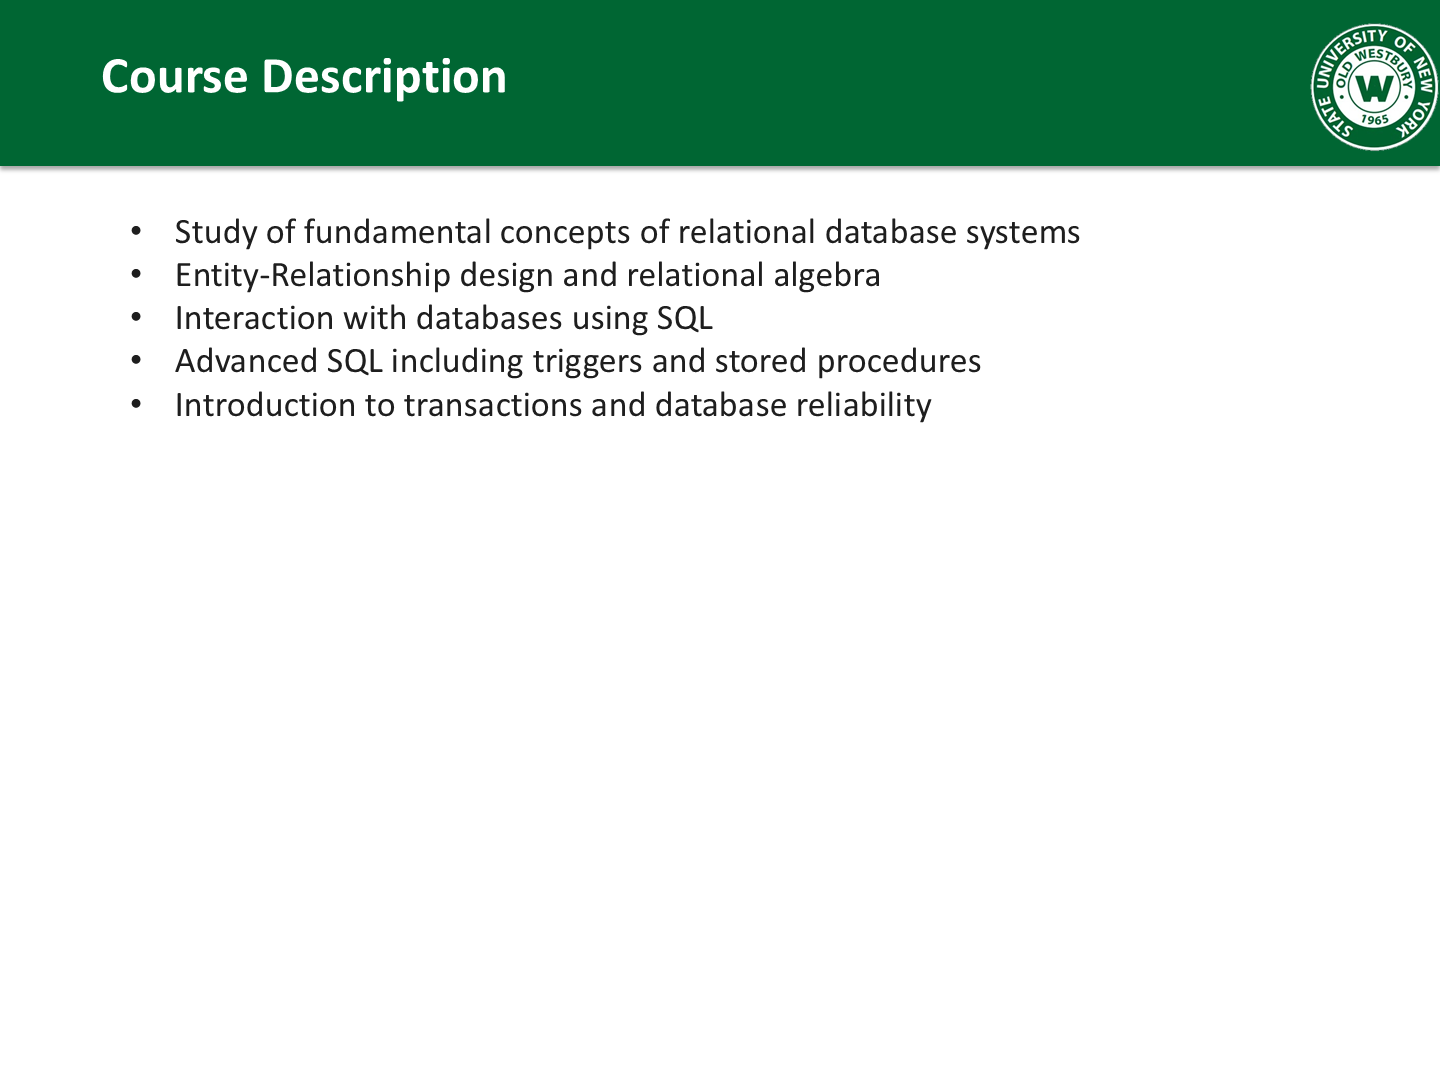 Course Description
STATE UNIVERSITY OF NEW YORK
OLD WESTBURY
W
1965
• Study of fundamental concepts of relational database systems
• Entity-Relationship design and relational algebra
• Interaction with databases using SQL
• Advanced SQL including triggers and stored procedures
• Introduction to transactions and database reliability